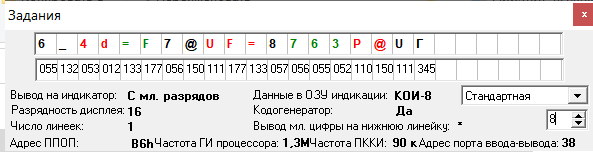 Задания
6 _ 4 d = F 7 @ U F = 8 7 6 3 P @ U Г
055 132 053 012 133 177 056 150 111 177 133 057 056 055 052 110 150 111 345
Вывод на индикатор: С мл. разрядов Данные в ОЗУ индикации: КОИ-8 Стандартная
Разрядность дисплея: 16 Кодогенератор: Да 8
Число линеек: 1 Вывод мл. цифры на нижнюю линейку: *
Адрес ППОП: B6h Частота ГИ процессора: 1,3М Частота ПККИ: 90 к Адрес порта ввода-вывода: 38